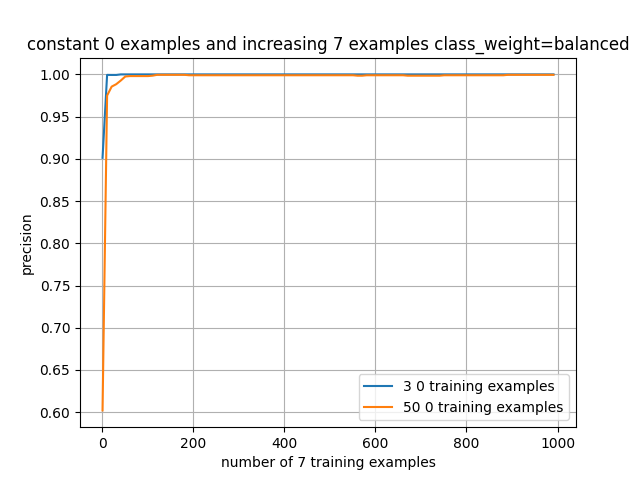 constant 0 examples and increasing 7 examples class_weight=balanced
1.00
0.95
0.90
0.85
0.80
0.75
0.70
0.65
0.60
precision
3 0 training examples
50 0 training examples
0 200 400 600 800 1000
number of 7 training examples